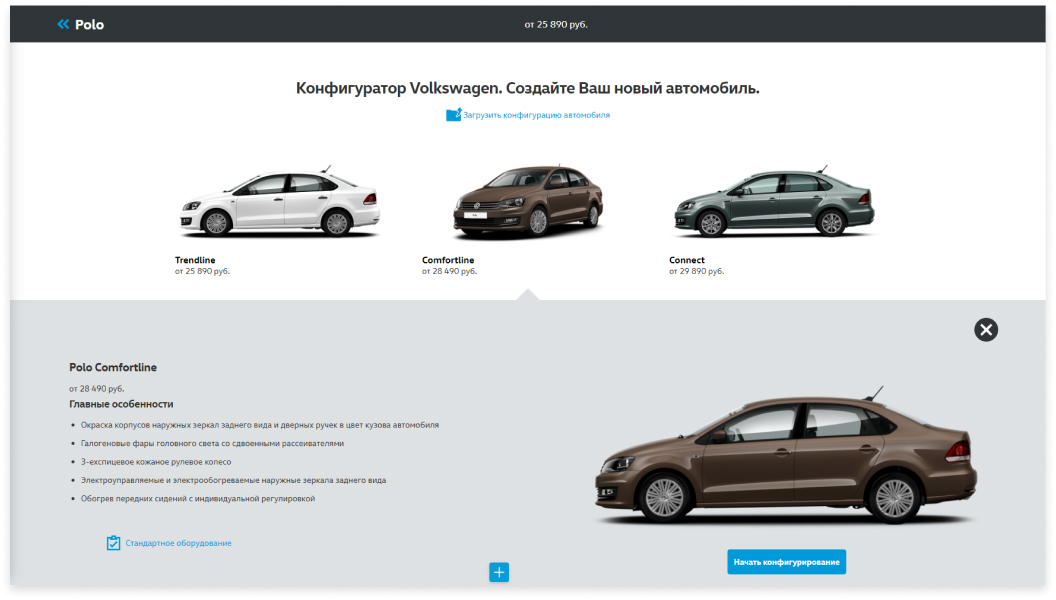 Polo
от 25 890 руб.
Конфигуратор Volkswagen. Создайте Ваш новый автомобиль.
Загрузить конфигурацию автомобиля
Trendline
от 25 890 руб.
Comfortline
от 28 490 руб.
Connect
от 29 890 руб.
Polo Comfortline
от 28 490 руб.
Главные особенности
• Окраска корпусов наружных зеркал заднего вида и дверных ручек в цвет кузова автомобиля
• Галогеновые фары головного света со сдвоенными рассеивателями
• 3-експицевое кожаное рулевое колесо
• Электроуправляемые и электрообогреваемые наружные зеркала заднего вида
• Обогрев передних сидений с индивидуальной регулировкой
Стандартное оборудование
Начать конфигурирование